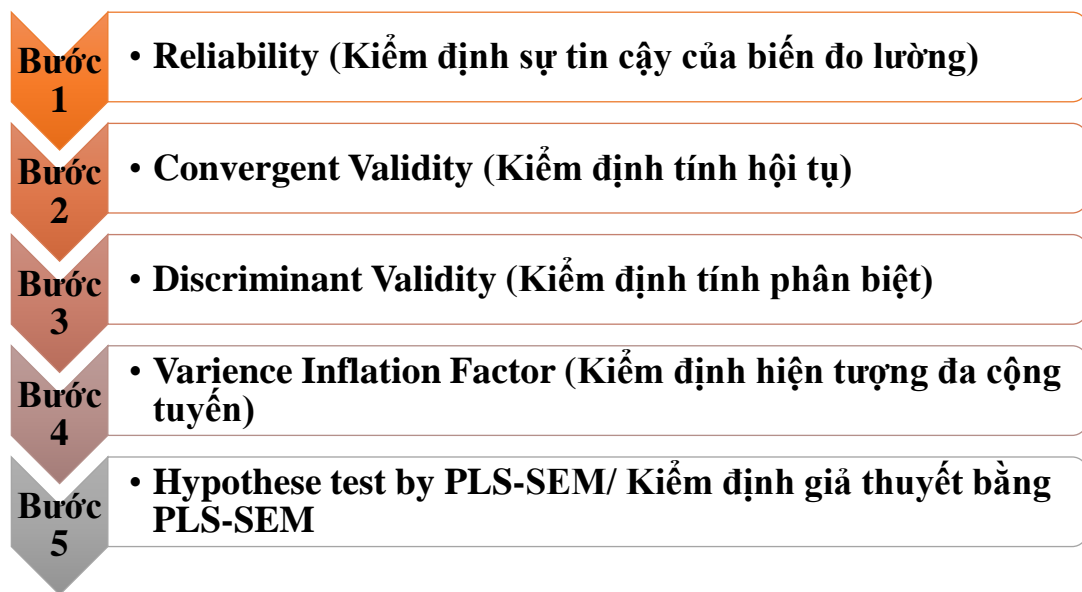 Bước
1
• Reliability (Kiểm định sự tin cậy của biến đo lường)
Bước
2
• Convergent Validity (Kiểm định tính hội tụ)
Bước
3
• Discriminant Validity (Kiểm định tính phân biệt)
Bước
4
• Varience Inflation Factor (Kiểm định hiện tượng đa cộng
tuyến)
Bước
5
• Hypothese test by PLS-SEM/ Kiểm định giả thuyết bằng
PLS-SEM